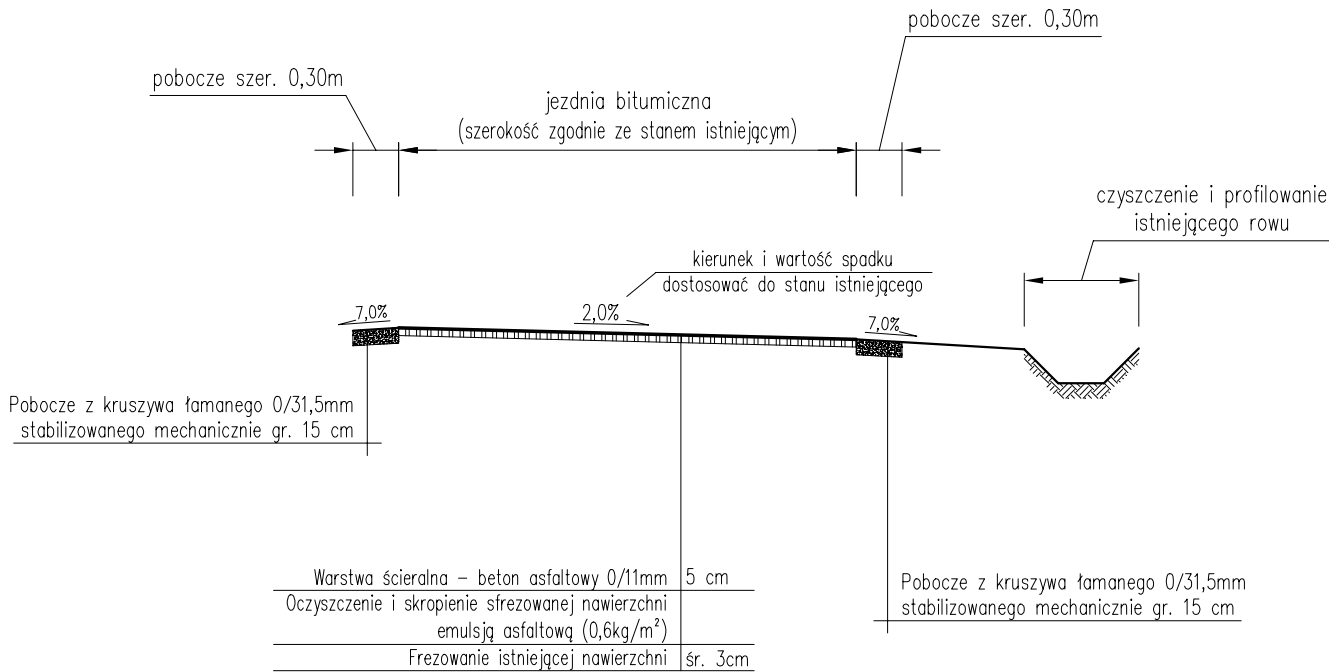 pobocze szer. 0,30m
pobocze szer. 0,30m
jezdnia bitumiczna
(szerokość zgodnie ze stanem istniejącym)
czyszczenie i profilowanie
istniejącego rowu
kierunek i wartość spadku
dostosować do stanu istniejącego
7,0%
2,0%
7,0%
Pobocze z kruszywa łamanego 0/31,5mm
stabilizowanego mechanicznie gr. 15 cm
Warstwa ścieralna – beton asfaltowy 0/11mm 5 cm
Oczyszczenie i skropienie sfrezowanej nawierzchni
emulsją asfaltową (0,6kg/m²)
Frezowanie istniejącej nawierzchni śr. 3cm
Pobocze z kruszywa łamanego 0/31,5mm
stabilizowanego mechanicznie gr. 15 cm